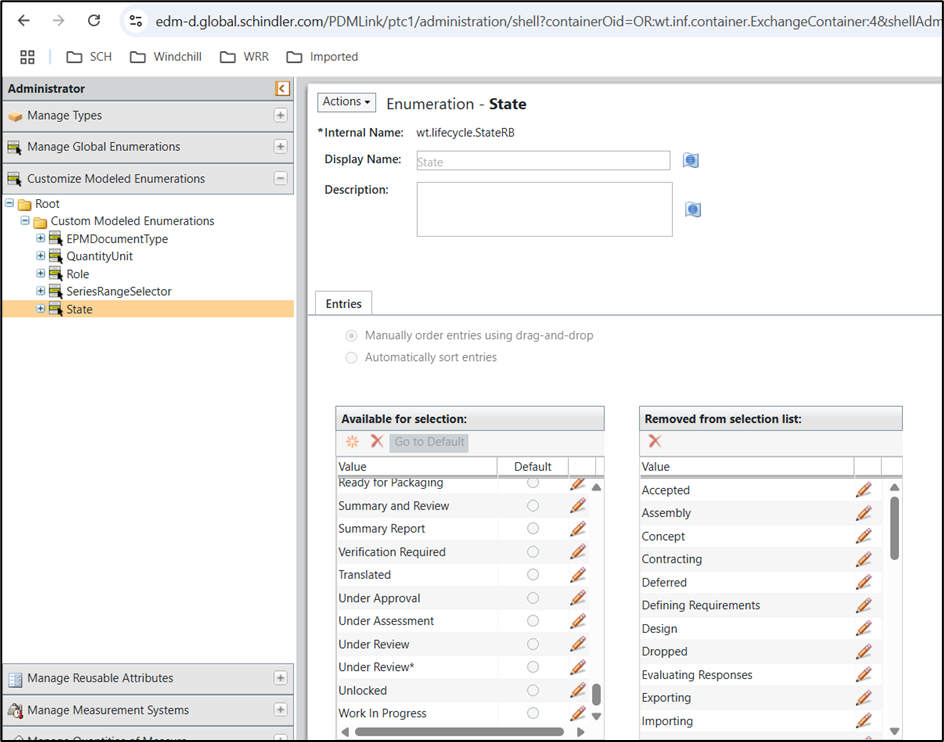 edm-d.global.schindler.com/PDMLink/ptc1/administration/shell?containerOid=OR:wt.inf.container.ExchangeContainer:4&shellAdm
SCH
Windchill
WRR
Imported
Administrator
Manage Types
Manage Global Enumerations
Customize Modeled Enumerations
Root
Custom Modeled Enumerations
EPMDocumentType
QuantityUnit
Role
SeriesRangeSelector
State
Manage Reusable Attributes
Manage Measurement Systems
Manage Quantities of Measure
Actions
Enumeration - State
*Internal Name: wt.lifecycle.StateRB
Display Name: State
Description:
Entries
Manually order entries using drag-and-drop
Automatically sort entries
Available for selection:
Go to Default
Value Default
Ready for Packaging
Summary and Review
Summary Report
Verification Required
Translated
Under Approval
Under Assessment
Under Review
Under Review*
Unlocked
Work In Progress
Removed from selection list:
Value
Accepted
Assembly
Concept
Contracting
Deferred
Defining Requirements
Design
Dropped
Evaluating Responses
Exporting
Importing